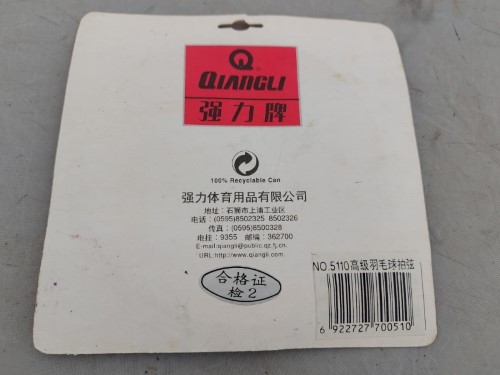 Q
®
QIANGLI
强力牌
100% Recyclable Can
强力体育用品有限公司
地址：石狮市上浦工业区
电话：(0595)8502325 8502326
传真：(0595)8500328
电挂：9355 邮编：362700
E-mail:qiangli@public.qz.fj.cn.
URL:http://www.qiangli.com.
合格证
检2
NO.5110高级羽毛球拍弦
6 922727 700510